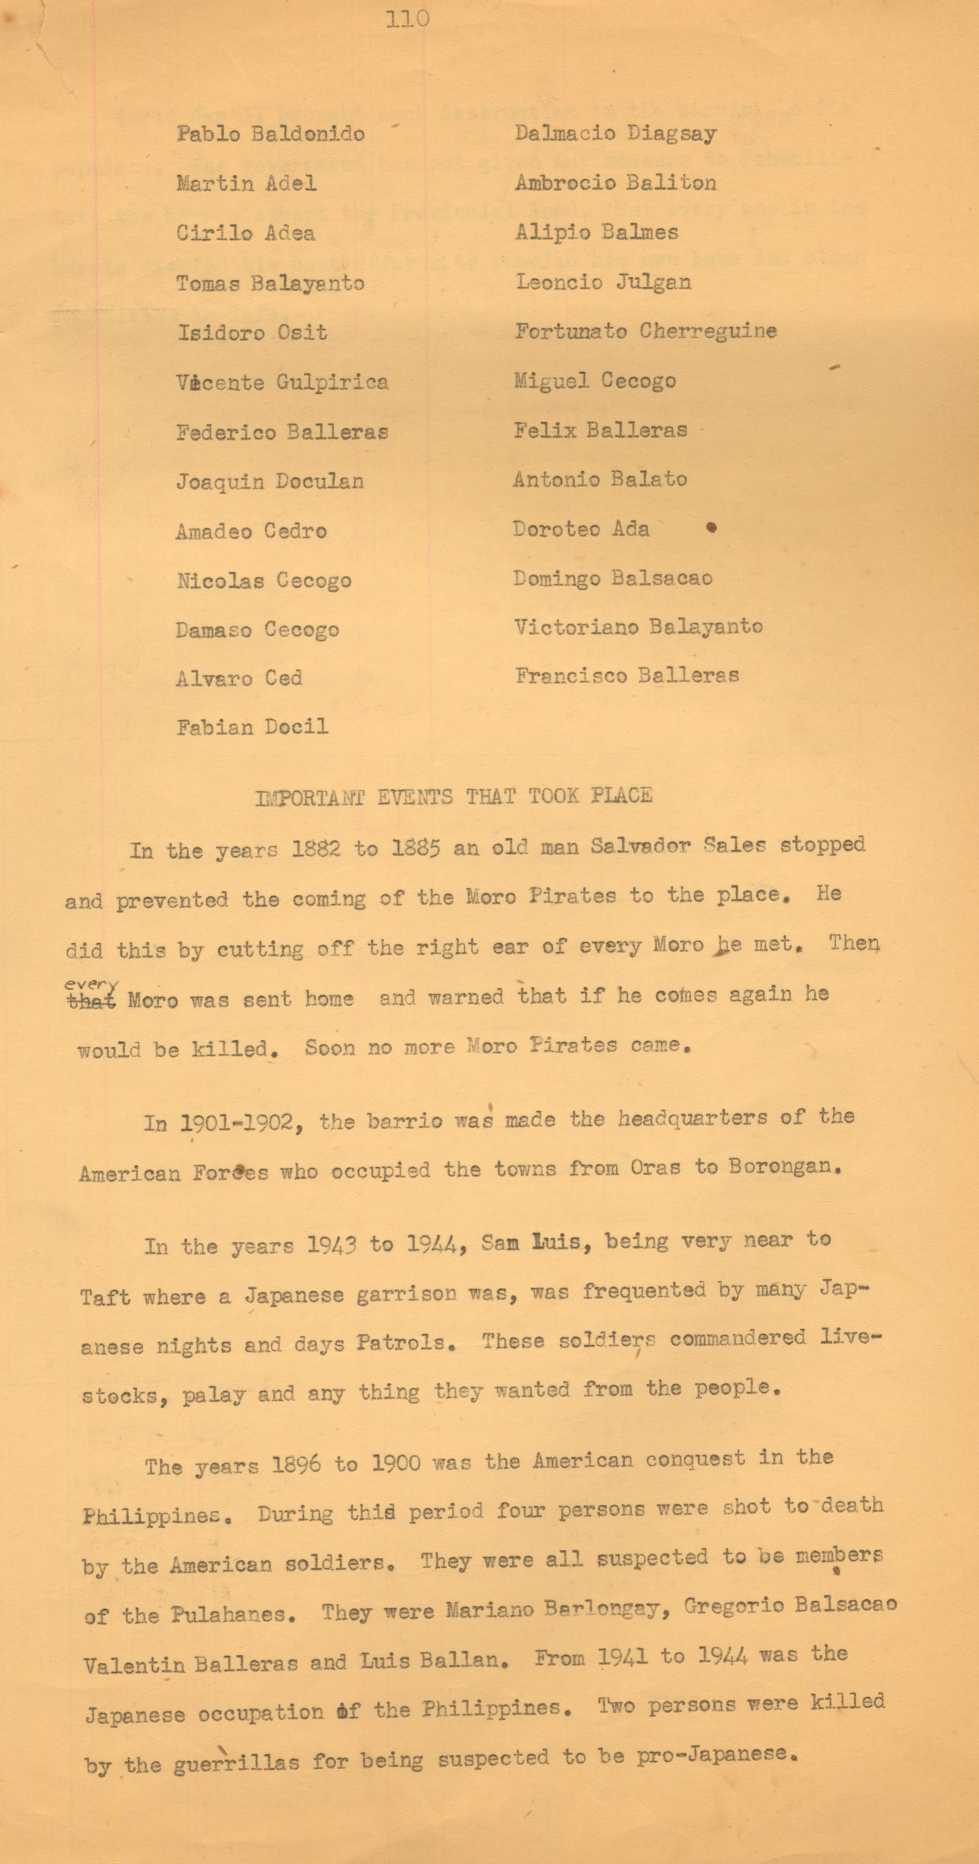 110
Pablo Baldonido Dalmacio Diagsay
Martin Adel Ambrocio Baliton
Cirilo Adea Alipio Balmes
Tomas Balayanto Leoncio Julgan
Isidoro Osit Fortunato Cherreguine
Vicente Gulpirica Miguel Cecogo
Federico Balleras Felix Balleras
Joaquin Doculan Antonio Balato
Amadeo Cedro Doroteo Ada
Nicolas Cecogo Domingo Balsacao
Damaso Cecogo Victoriano Balayanto
Alvaro Ced Francisco Balleras
Fabian Docil
IMPORTANT EVENTS THAT TOOK PLACE
In the years 1882 to 1885 an old man Salvador Sales stopped
and prevented the coming of the Moro Pirates to the place. He
did this by cutting off the right ear of every Moro he met. Then
every
that Moro was sent home and warned that if he comes again he
would be killed. Soon no more Moro Pirates came.
In 1901-1902, the barrio was made the headquarters of the
American Forces who occupied the towns from Oras to Borongan.
In the years 1943 to 1944, San Luis, being very near to
Taft where a Japanese garrison was, was frequented by many Jap-
anese nights and days Patrols. These soldiers commandered live-
stocks, palay and any thing they wanted from the people.
The years 1896 to 1900 was the American conquest in the
Philippines. During this period four persons were shot to death
by the American soldiers. They were all suspected to be members
of the Pulahanes. They were Mariano Barlongay, Gregorio Balsacao
Valentin Balleras and Luis Ballan. From 1941 to 1944 was the
Japanese occupation of the Philippines. Two persons were killed
by the guerrillas for being suspected to be pro-Japanese.